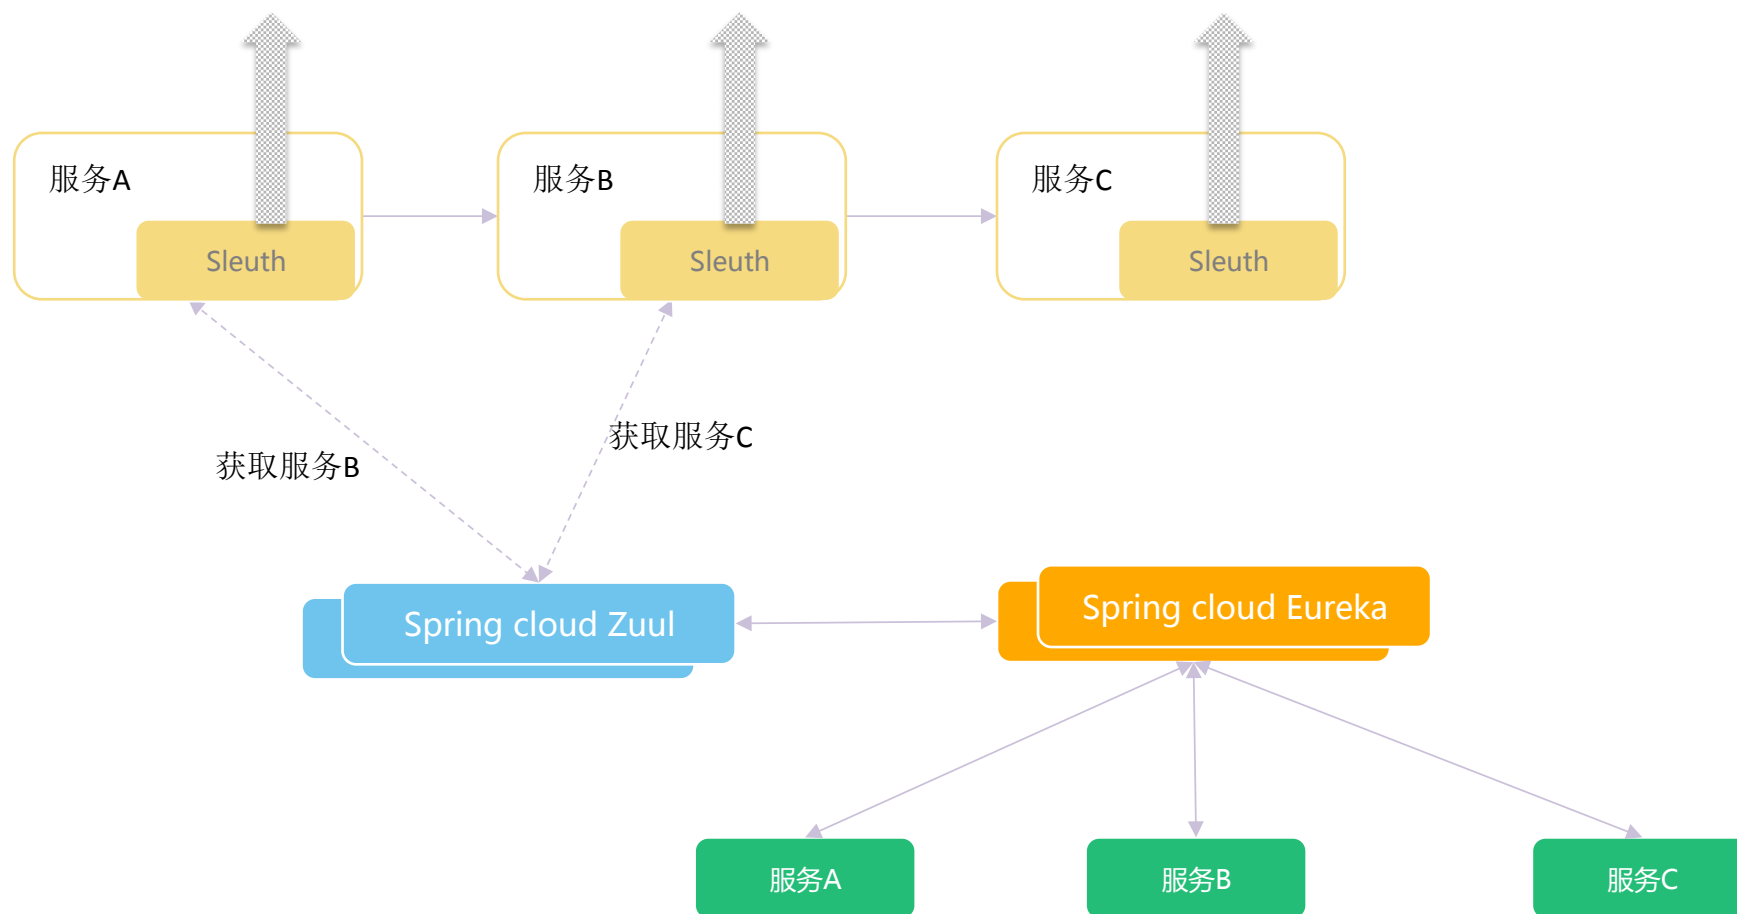 服务A
服务B
服务C
Sleuth
Sleuth
Sleuth
获取服务C
获取服务B
Spring cloud Zuul
Spring cloud Eureka
服务A
服务B
服务C